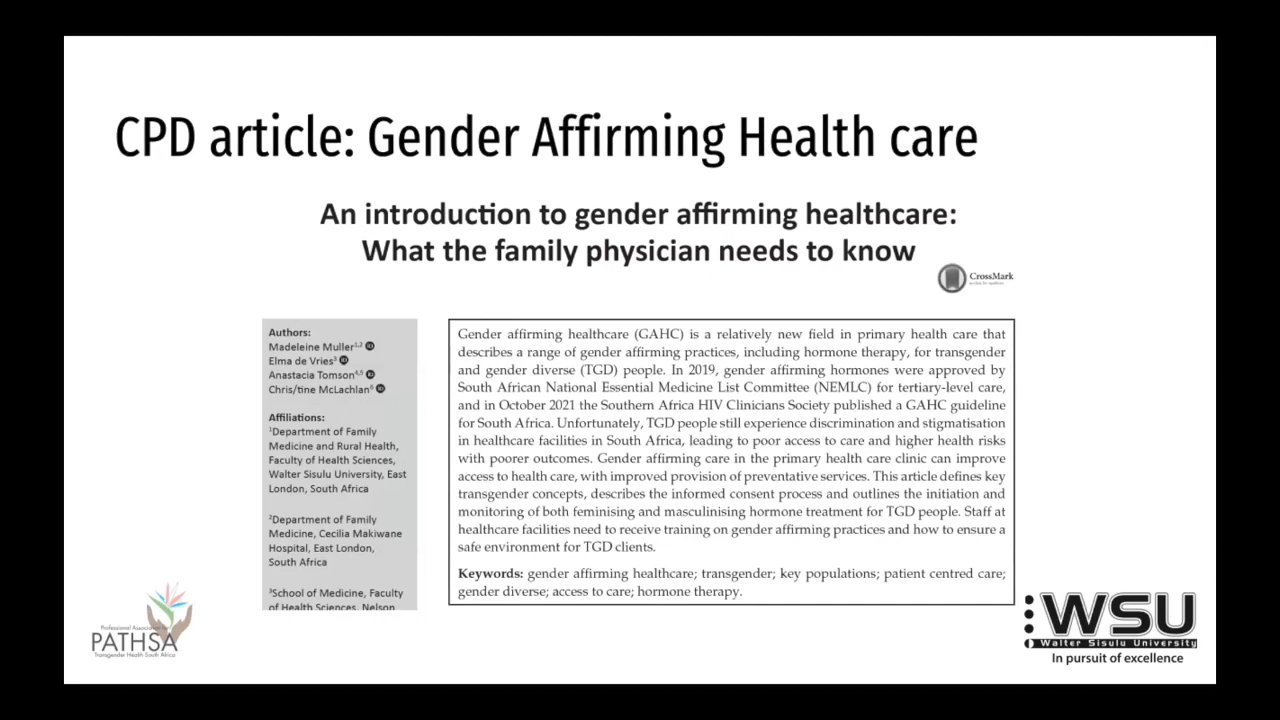 CPD article: Gender Affirming Health care
An introduction to gender affirming healthcare:
What the family physician needs to know
CrossMark
Authors:
Madeleine Muller1,2
Elma de Vries3
Anastacia Tomson4,5
Chris/tine McLachlan6
Affiliations:
1Department of Family
Medicine and Rural Health,
Faculty of Health Sciences,
Walter Sisulu University, East
London, South Africa
2Department of Family
Medicine, Cecilia Makiwane
Hospital, East London,
South Africa
3School of Medicine, Faculty
of Health Sciences, Nelson
Gender affirming healthcare (GAHC) is a relatively new field in primary health care that
describes a range of gender affirming practices, including hormone therapy, for transgender
and gender diverse (TGD) people. In 2019, gender affirming hormones were approved by
South African National Essential Medicine List Committee (NEMLC) for tertiary-level care,
and in October 2021 the Southern Africa HIV Clinicians Society published a GAHC guideline
for South Africa. Unfortunately, TGD people still experience discrimination and stigmatisation
in healthcare facilities in South Africa, leading to poor access to care and higher health risks
with poorer outcomes. Gender affirming care in the primary health care clinic can improve
access to health care, with improved provision of preventative services. This article defines key
transgender concepts, describes the informed consent process and outlines the initiation and
monitoring of both feminising and masculinising hormone treatment for TGD people. Staff at
healthcare facilities need to receive training on gender affirming practices and how to ensure a
safe environment for TGD clients.
Keywords: gender affirming healthcare; transgender; key populations; patient centred care;
gender diverse; access to care; hormone therapy.
Professional Association for
PATHSA
Transgender Health South Africa
WSU
Walter Sisulu University
In pursuit of excellence